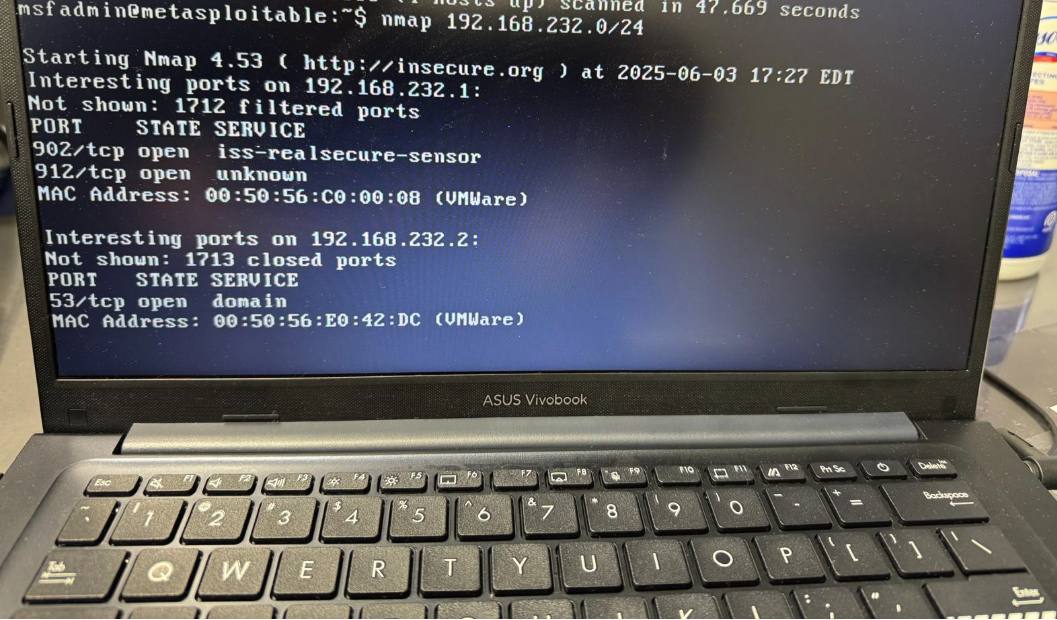 hosts up) scanned in 47.669 seconds
msfadmin@metasploitable:~$ nmap 192.168.232.0/24
Starting Nmap 4.53 ( http://insecure.org ) at 2025-06-03 17:27 EDT
Interesting ports on 192.168.232.1:
Not shown: 1712 filtered ports
PORT STATE SERVICE
902/tcp open iss-realsecure-sensor
912/tcp open unknown
MAC Address: 00:50:56:C0:00:08 (VMWare)
Interesting ports on 192.168.232.2:
Not shown: 1713 closed ports
PORT STATE SERVICE
53/tcp open domain
MAC Address: 00:50:56:E0:42:DC (VMWare)
ASUS Vivobook
Esc F1 F2 F3 F4 F5 F6 F7 F8 F9 F10 F11 F12 Prt Sc Delete
~ ` ! 1 @ 2 # 3 $ 4 % 5 ^ 6 & 7 * 8 ( 9 ) 0 _ - + = Backspace
Tab Q W E R T Y U I O P { [ } ] | \
K L : ; " ' Enter